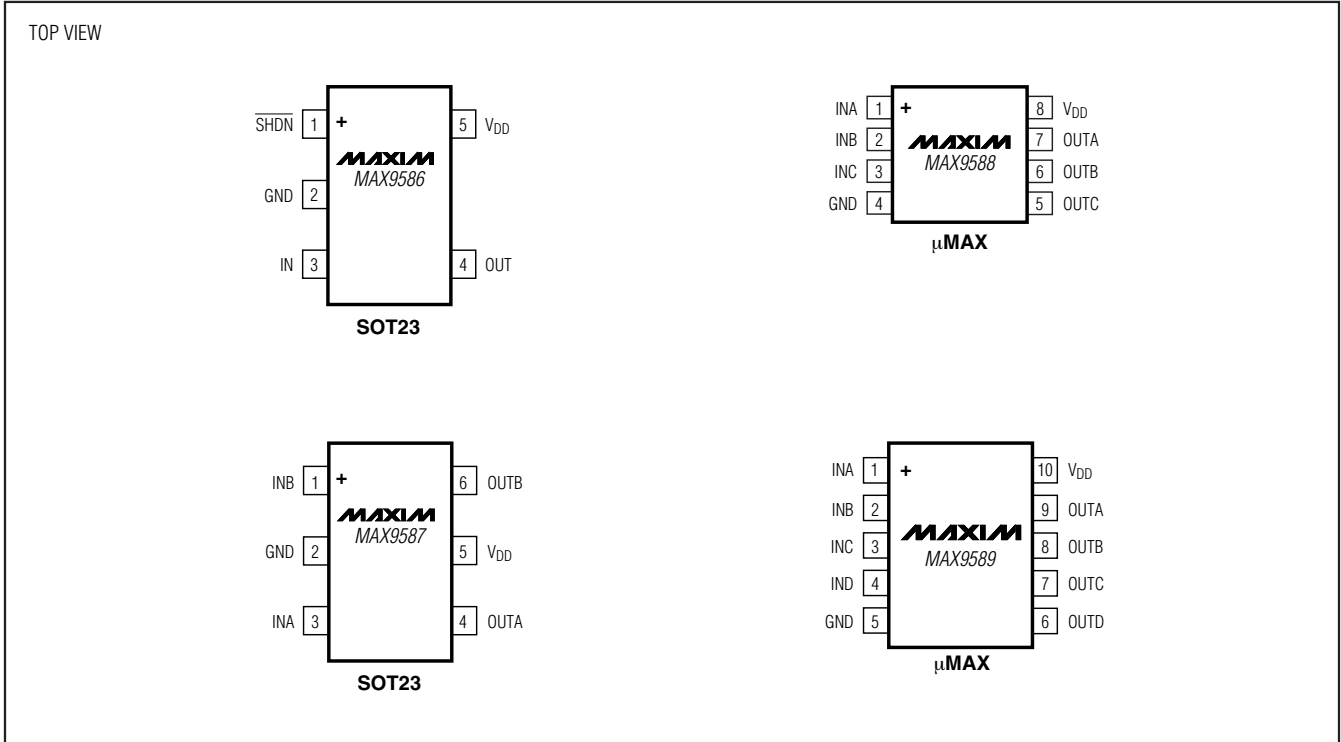 TOP VIEW
SHDN 1 + 5 VDD
MAXIM
MAX9586
GND 2
IN 3 4 OUT
SOT23
INA 1 + 8 VDD
INB 2 MAXIM 7 OUTA
MAX9588
INC 3 6 OUTB
GND 4 5 OUTC
μMAX
INB 1 + 6 OUTB
MAXIM
MAX9587
GND 2 5 VDD
INA 3 4 OUTA
SOT23
INA 1 + 10 VDD
INB 2 9 OUTA
MAXIM
INC 3 8 OUTB
MAX9589
IND 4 7 OUTC
GND 5 6 OUTD
μMAX